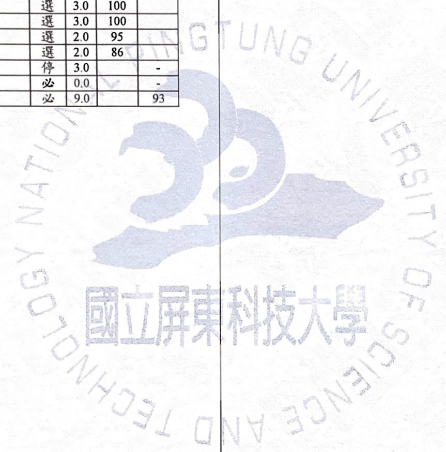 選 3.0 100
選 3.0 100
選 2.0 95
選 2.0 86
停 3.0 -
必 0.0 -
必 9.0 93
NATIONAL PINGTUNG UNIVERSITY OF SCIENCE AND TECHNOLOGY
國立屏東科技大學